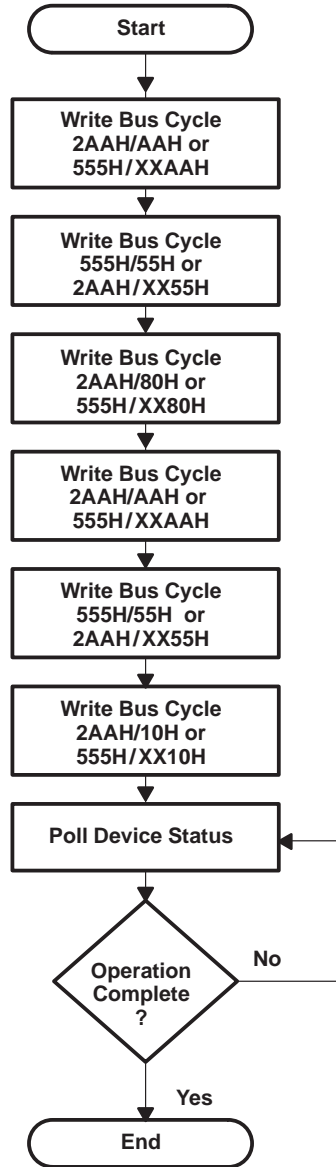 Start
Write Bus Cycle
2AAH/AAH or
555H/XXAAH
Write Bus Cycle
555H/55H or
2AAH/XX55H
Write Bus Cycle
2AAH/80H or
555H/XX80H
Write Bus Cycle
2AAH/AAH or
555H/XXAAH
Write Bus Cycle
555H/55H or
2AAH/XX55H
Write Bus Cycle
2AAH/10H or
555H/XX10H
Poll Device Status
Operation
Complete
?
No
Yes
End